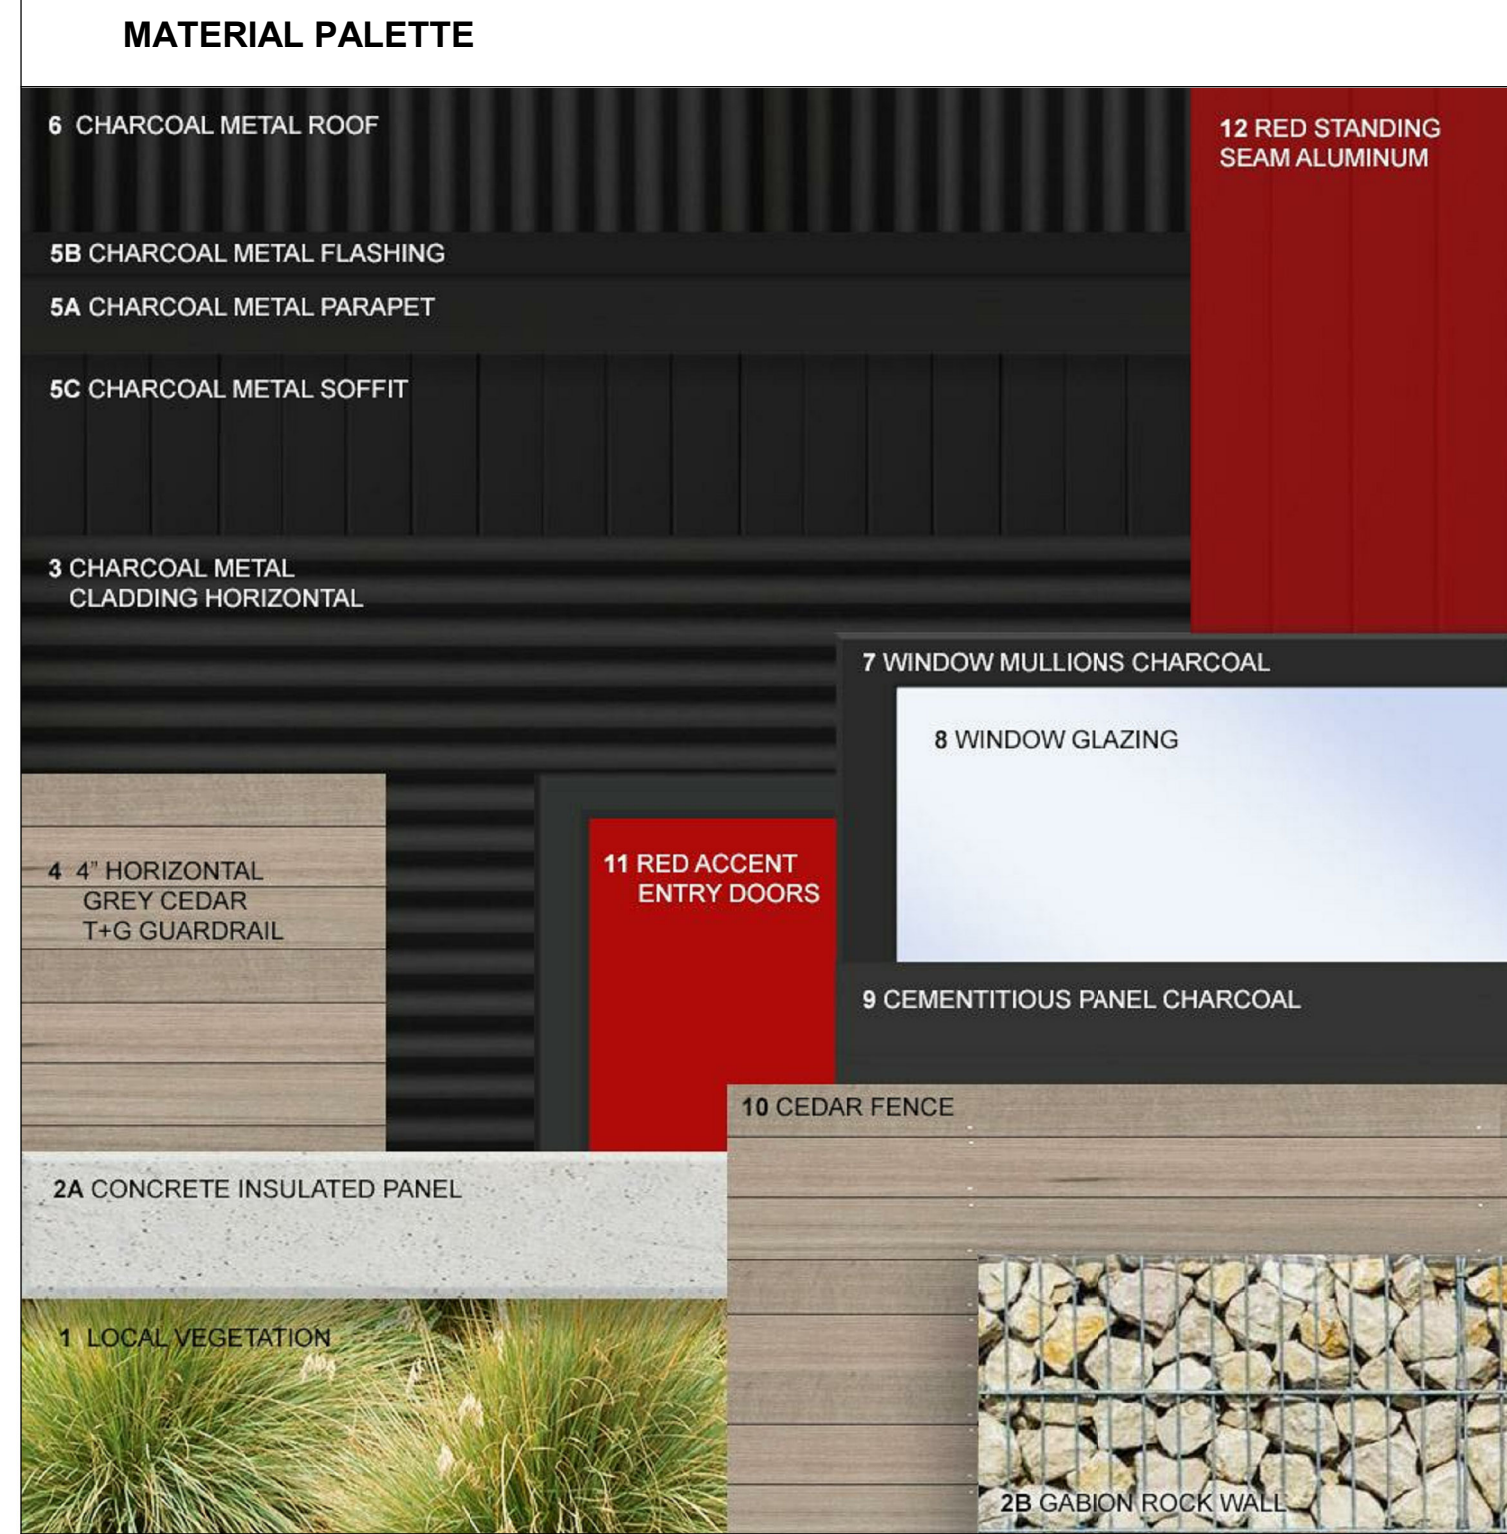 MATERIAL PALETTE
6 CHARCOAL METAL ROOF
12 RED STANDING
SEAM ALUMINUM
5B CHARCOAL METAL FLASHING
5A CHARCOAL METAL PARAPET
5C CHARCOAL METAL SOFFIT
3 CHARCOAL METAL
CLADDING HORIZONTAL
7 WINDOW MULLIONS CHARCOAL
8 WINDOW GLAZING
4 4” HORIZONTAL
GREY CEDAR
T+G GUARDRAIL
11 RED ACCENT
ENTRY DOORS
9 CEMENTITIOUS PANEL CHARCOAL
10 CEDAR FENCE
2A CONCRETE INSULATED PANEL
1 LOCAL VEGETATION
2B GABION ROCK WALL